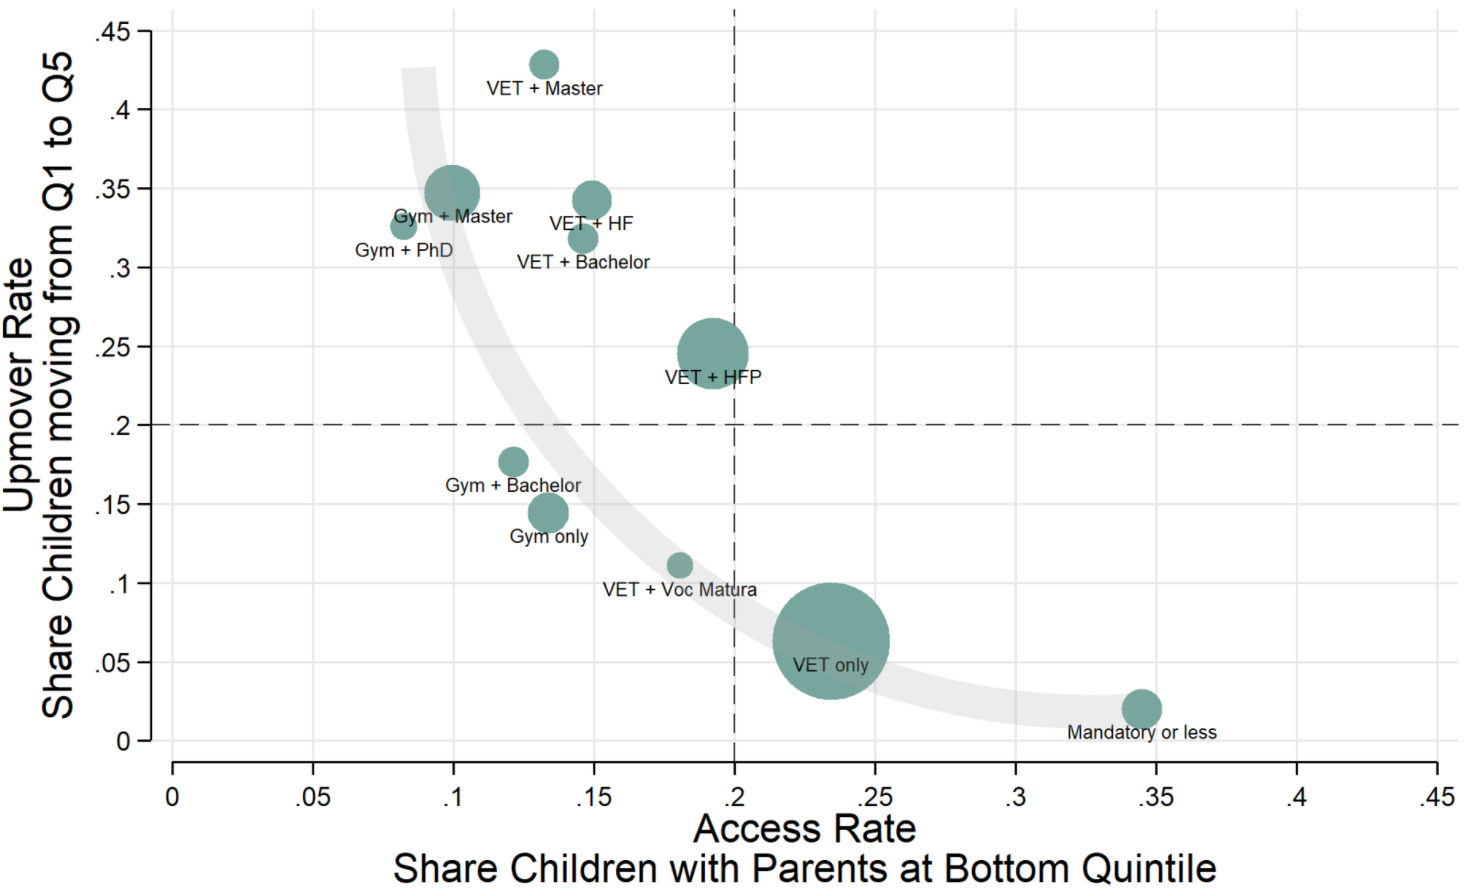 Upmover Rate
Share Children moving from Q1 to Q5
.45
.4
.35
.3
.25
.2
.15
.1
.05
0
VET + Master
Gym + Master
Gym + PhD
VET + HF
VET + Bachelor
VET + HFP
Gym + Bachelor
Gym only
VET + Voc Matura
VET only
Mandatory or less
0 .05 .1 .15 .2 .25 .3 .35 .4 .45
Access Rate
Share Children with Parents at Bottom Quintile